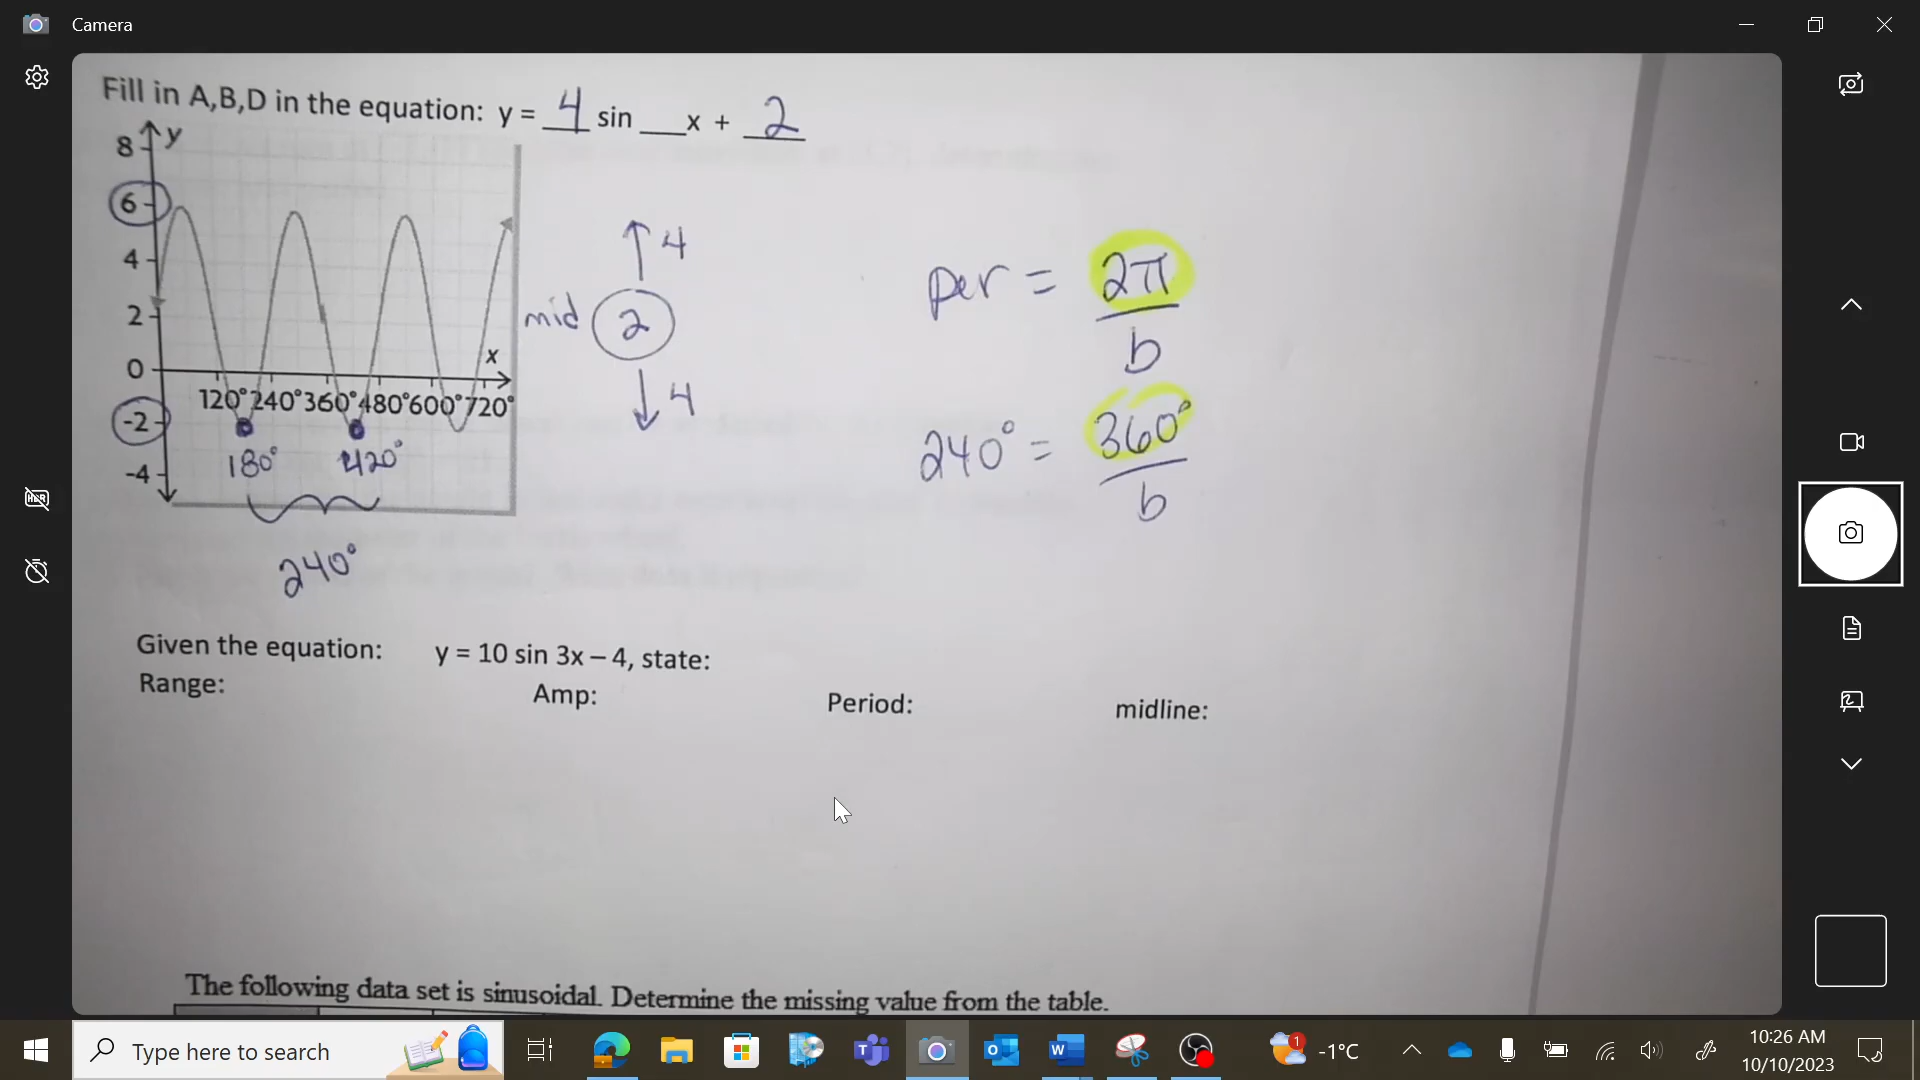 Camera
Fill in A,B,D in the equation: y = 4 sin ___x + 2
y
8
6
4
2
0
-2
-4
x
120° 240° 360° 480° 600° 720°
180° 420°
240°
4
mid 2
4
per = 2π
b
240° = 360°
b
Given the equation: y = 10 sin 3x – 4, state:
Range: Amp: Period: midline:
The following data set is sinusoidal. Determine the missing value from the table.
Type here to search
1
-1°C
10:26 AM
10/10/2023